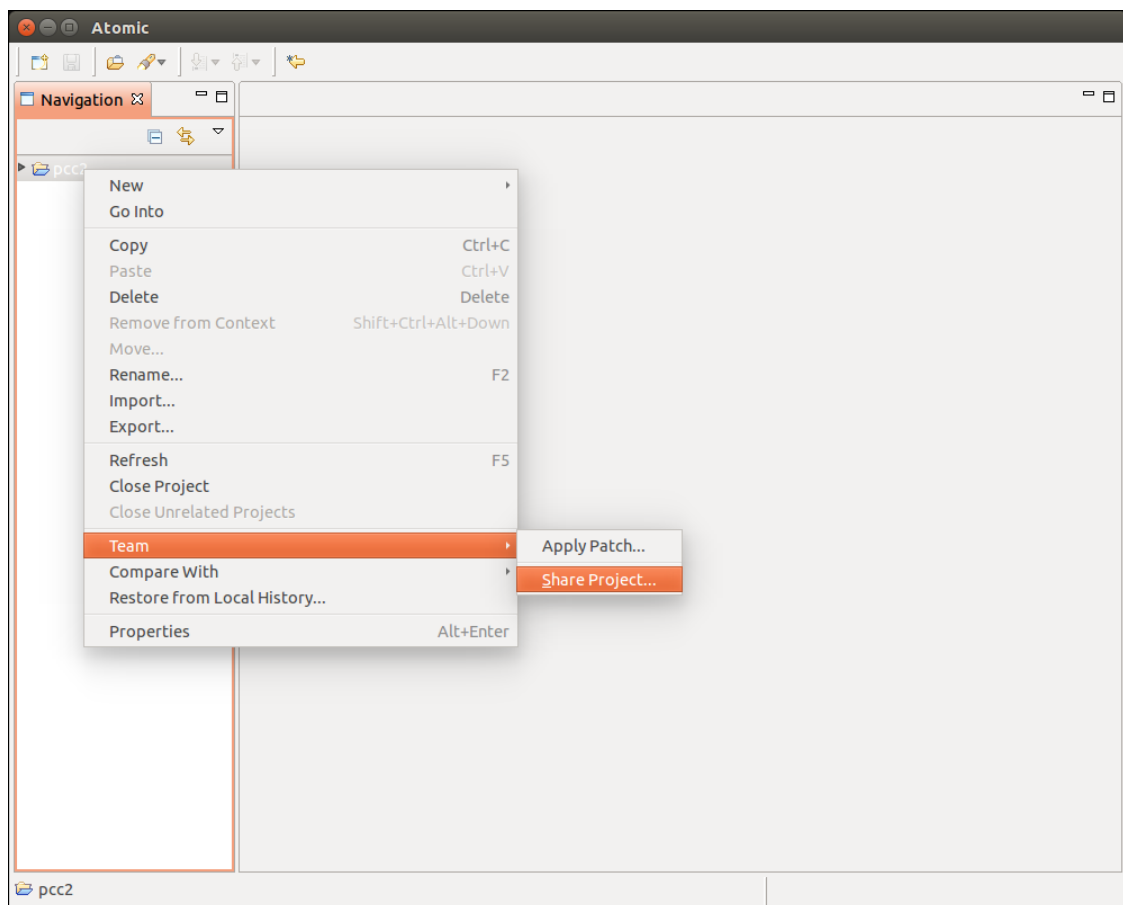 Atomic
Navigation
pcc2
New
Go Into
Copy Ctrl+C
Paste Ctrl+V
Delete Delete
Remove from Context Shift+Ctrl+Alt+Down
Move...
Rename... F2
Import...
Export...
Refresh F5
Close Project
Close Unrelated Projects
Team Apply Patch...
Compare With Share Project...
Restore from Local History...
Properties Alt+Enter
pcc2